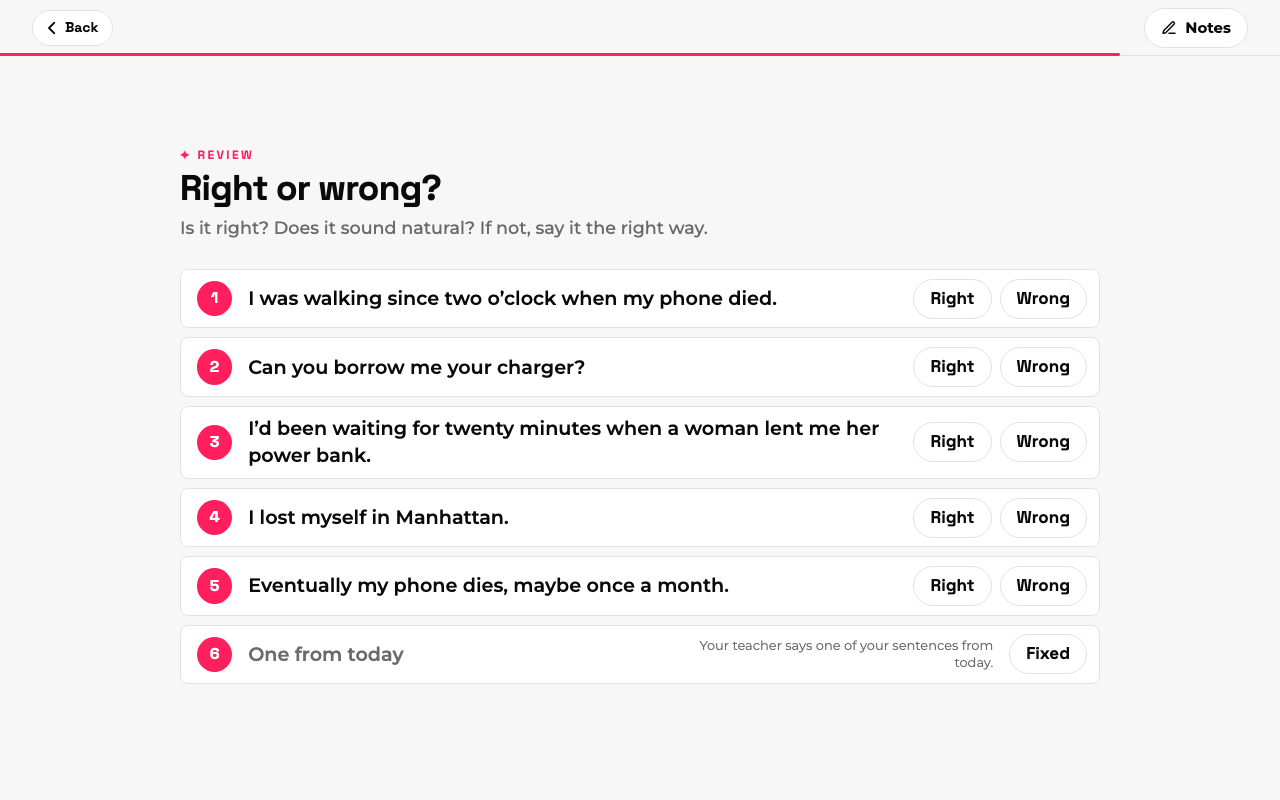 Back
Notes
✦ REVIEW
Right or wrong?
Is it right? Does it sound natural? If not, say it the right way.
1 I was walking since two o’clock when my phone died. Right Wrong
2 Can you borrow me your charger? Right Wrong
3 I’d been waiting for twenty minutes when a woman lent me her
power bank. Right Wrong
4 I lost myself in Manhattan. Right Wrong
5 Eventually my phone dies, maybe once a month. Right Wrong
6 One from today Your teacher says one of your sentences from
today. Fixed